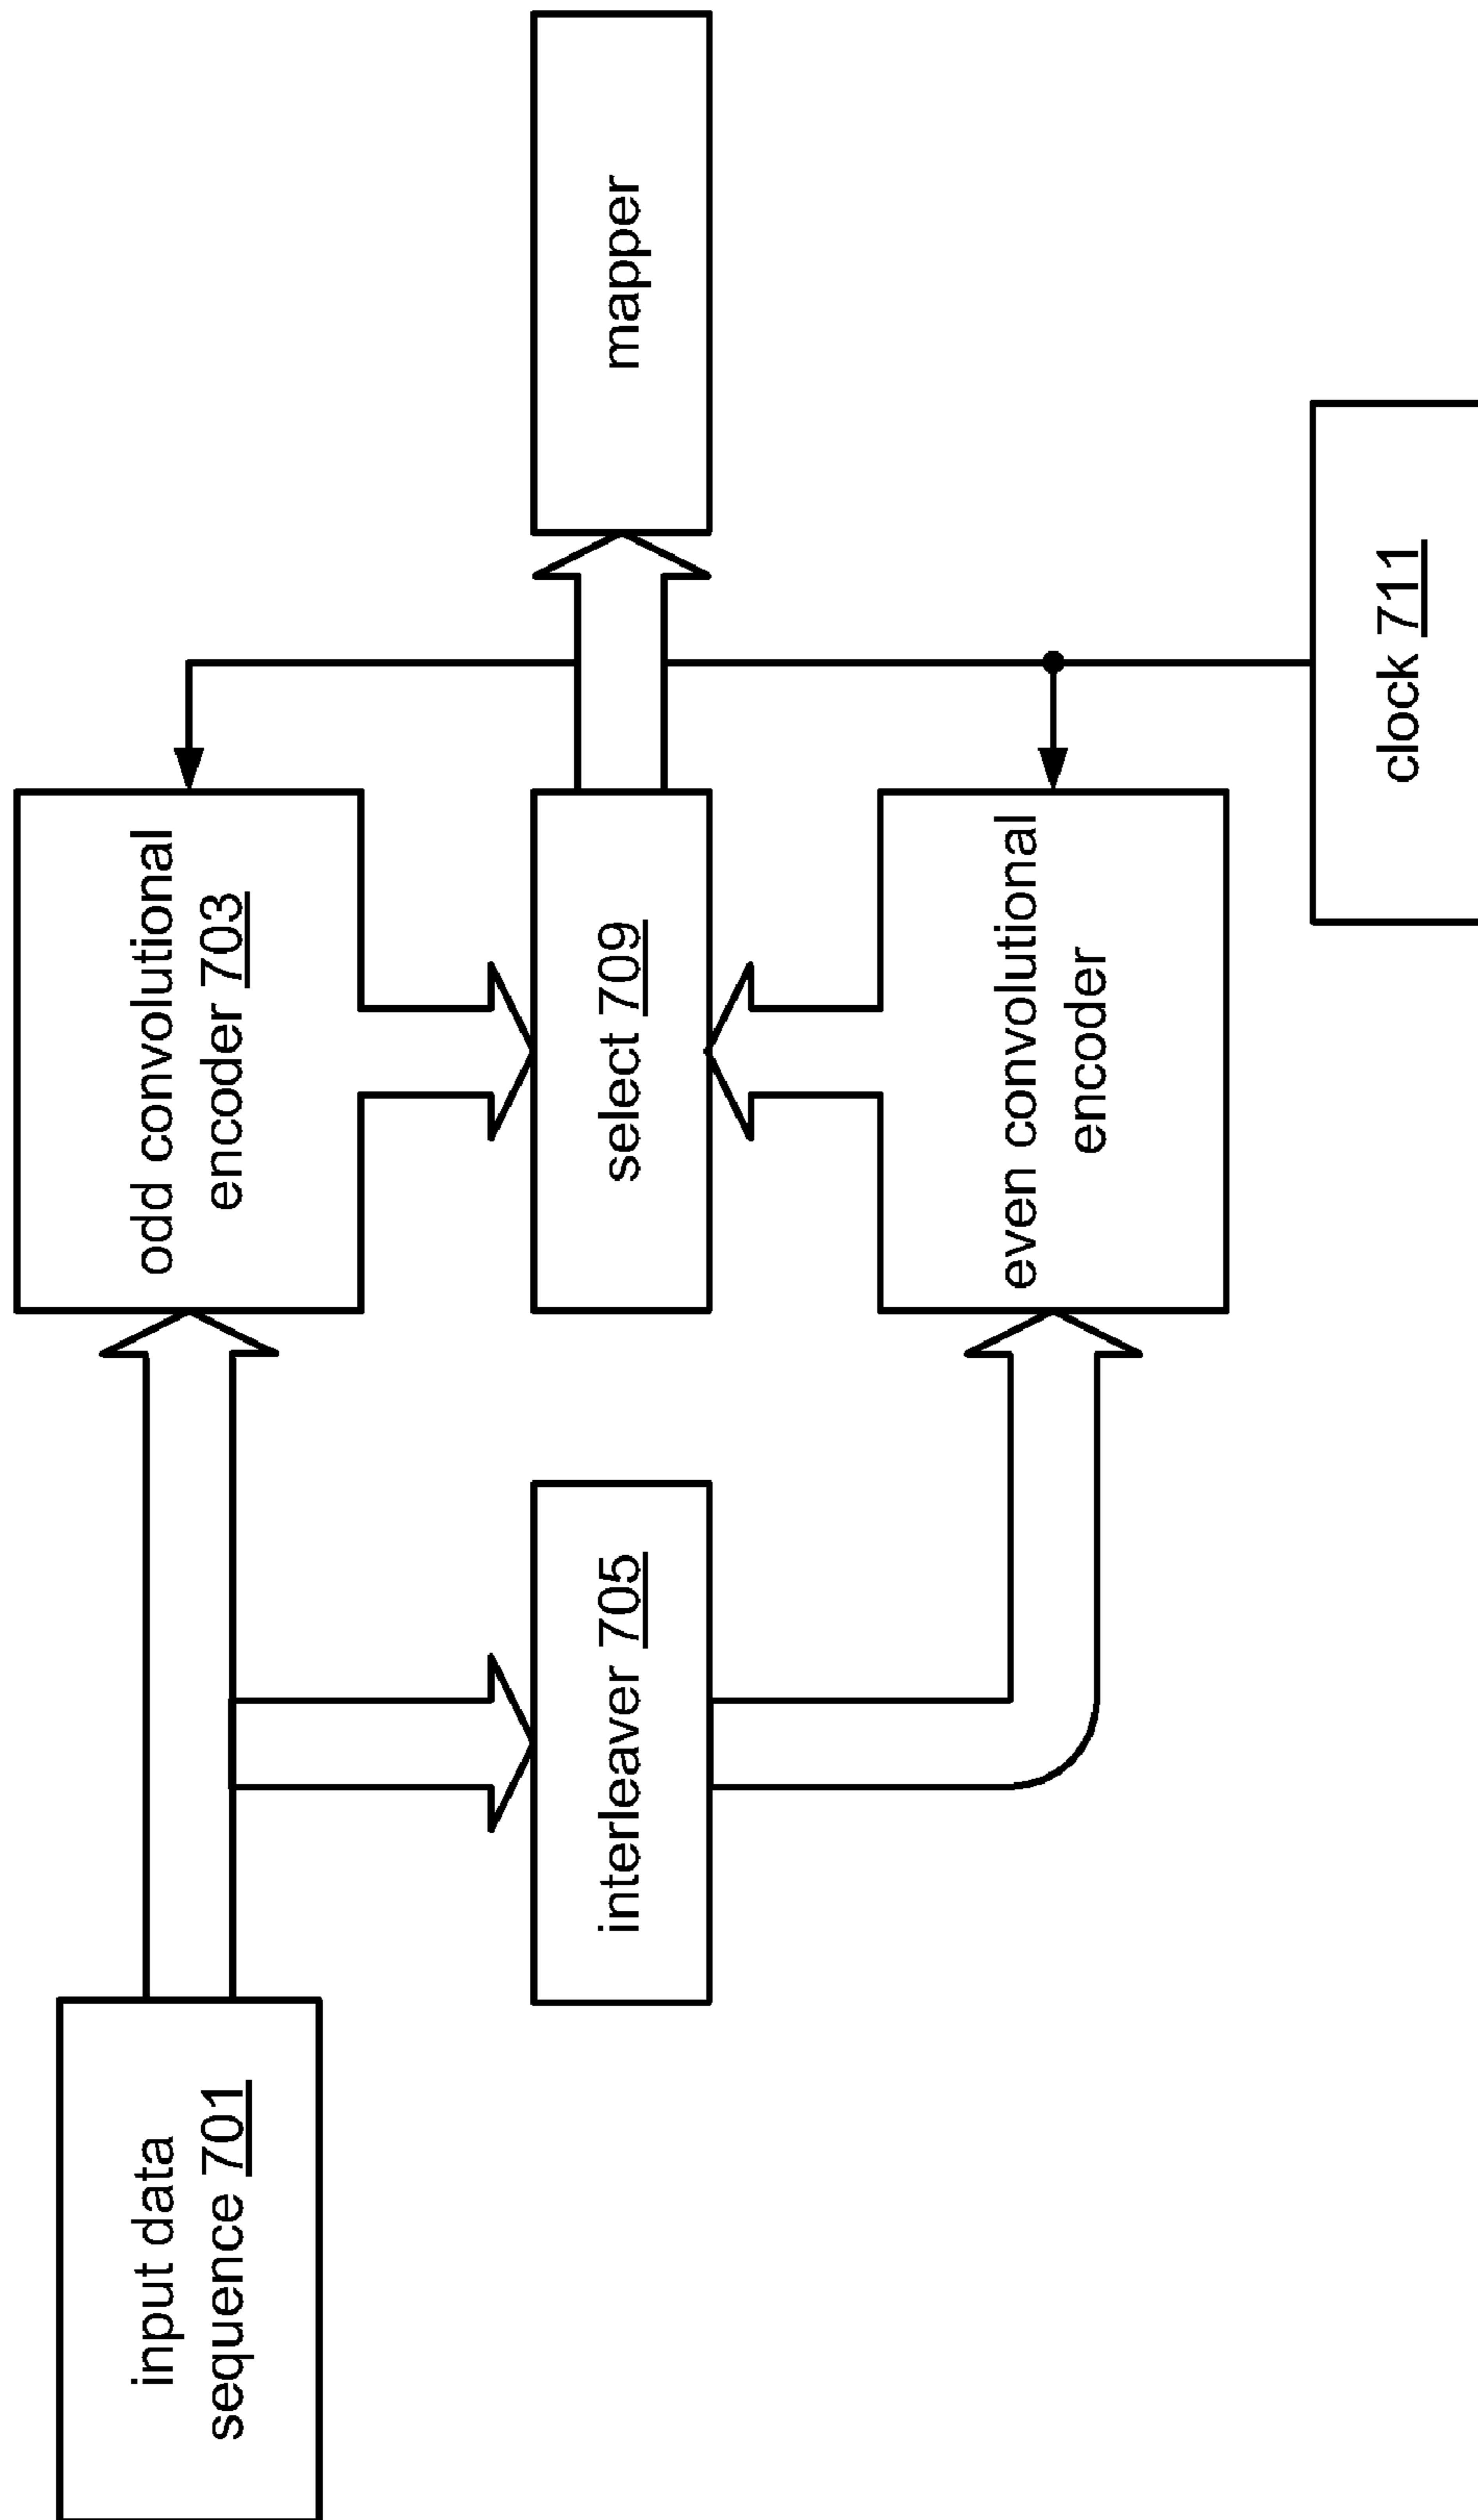 input data
sequence 701
odd convolutional
encoder 703
interleaver 705
select 709
mapper
even convolutional
encoder
clock 711